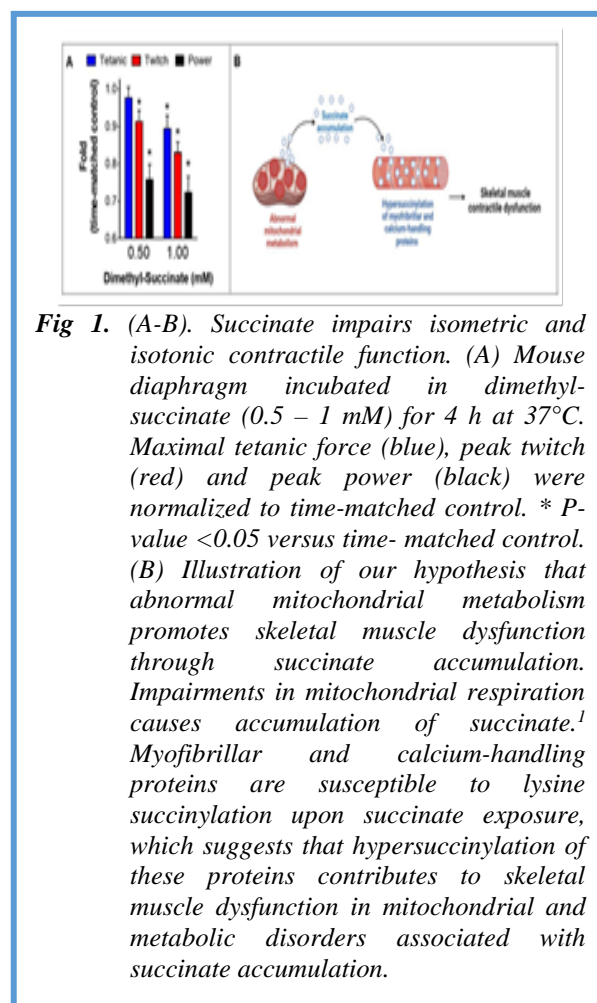 A Tetanic Twitch Power B
1.0
0.9
0.8
0.7
0.6
Fold
(time-matched control)
* * * * *
0.50 1.00
Dimethyl-Succinate (mM)
Succinate
accumulation
Abnormal
mitochondrial
metabolism
Hypersuccinylation
of myofibrillar and
calcium-handling
proteins
Skeletal muscle
contractile dysfunction
Fig 1. (A-B). Succinate impairs isometric and
isotonic contractile function. (A) Mouse
diaphragm incubated in dimethyl-
succinate (0.5 – 1 mM) for 4 h at 37°C.
Maximal tetanic force (blue), peak twitch
(red) and peak power (black) were
normalized to time-matched control. * P-
value <0.05 versus time- matched control.
(B) Illustration of our hypothesis that
abnormal mitochondrial metabolism
promotes skeletal muscle dysfunction
through succinate accumulation.
Impairments in mitochondrial respiration
causes accumulation of succinate.1
Myofibrillar and calcium-handling
proteins are susceptible to lysine
succinylation upon succinate exposure,
which suggests that hypersuccinylation of
these proteins contributes to skeletal
muscle dysfunction in mitochondrial and
metabolic disorders associated with
succinate accumulation.